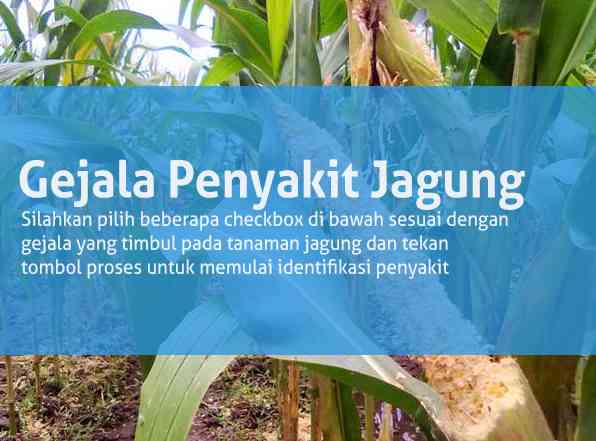 Gejala Penyakit Jagung
Silahkan pilih beberapa checkbox di bawah sesuai dengan
gejala yang timbul pada tanaman jagung dan tekan
tombol proses untuk memulai identifikasi penyakit